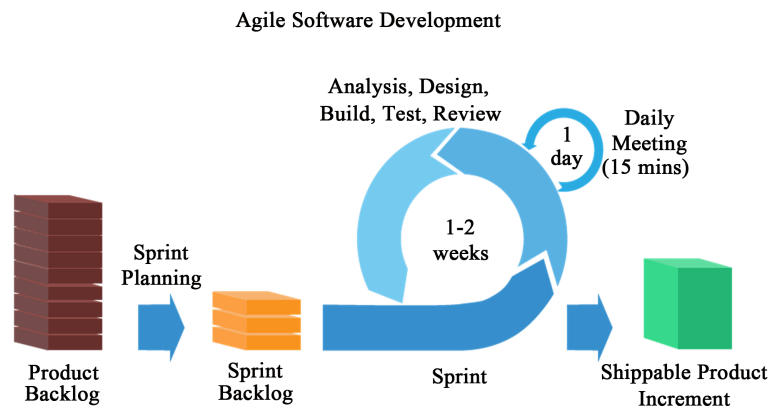 Agile Software Development
Analysis, Design,
Build, Test, Review
1
day
Daily
Meeting
(15 mins)
1-2
weeks
Sprint
Planning
Product
Backlog
Sprint
Backlog
Sprint
Shippable Product
Increment